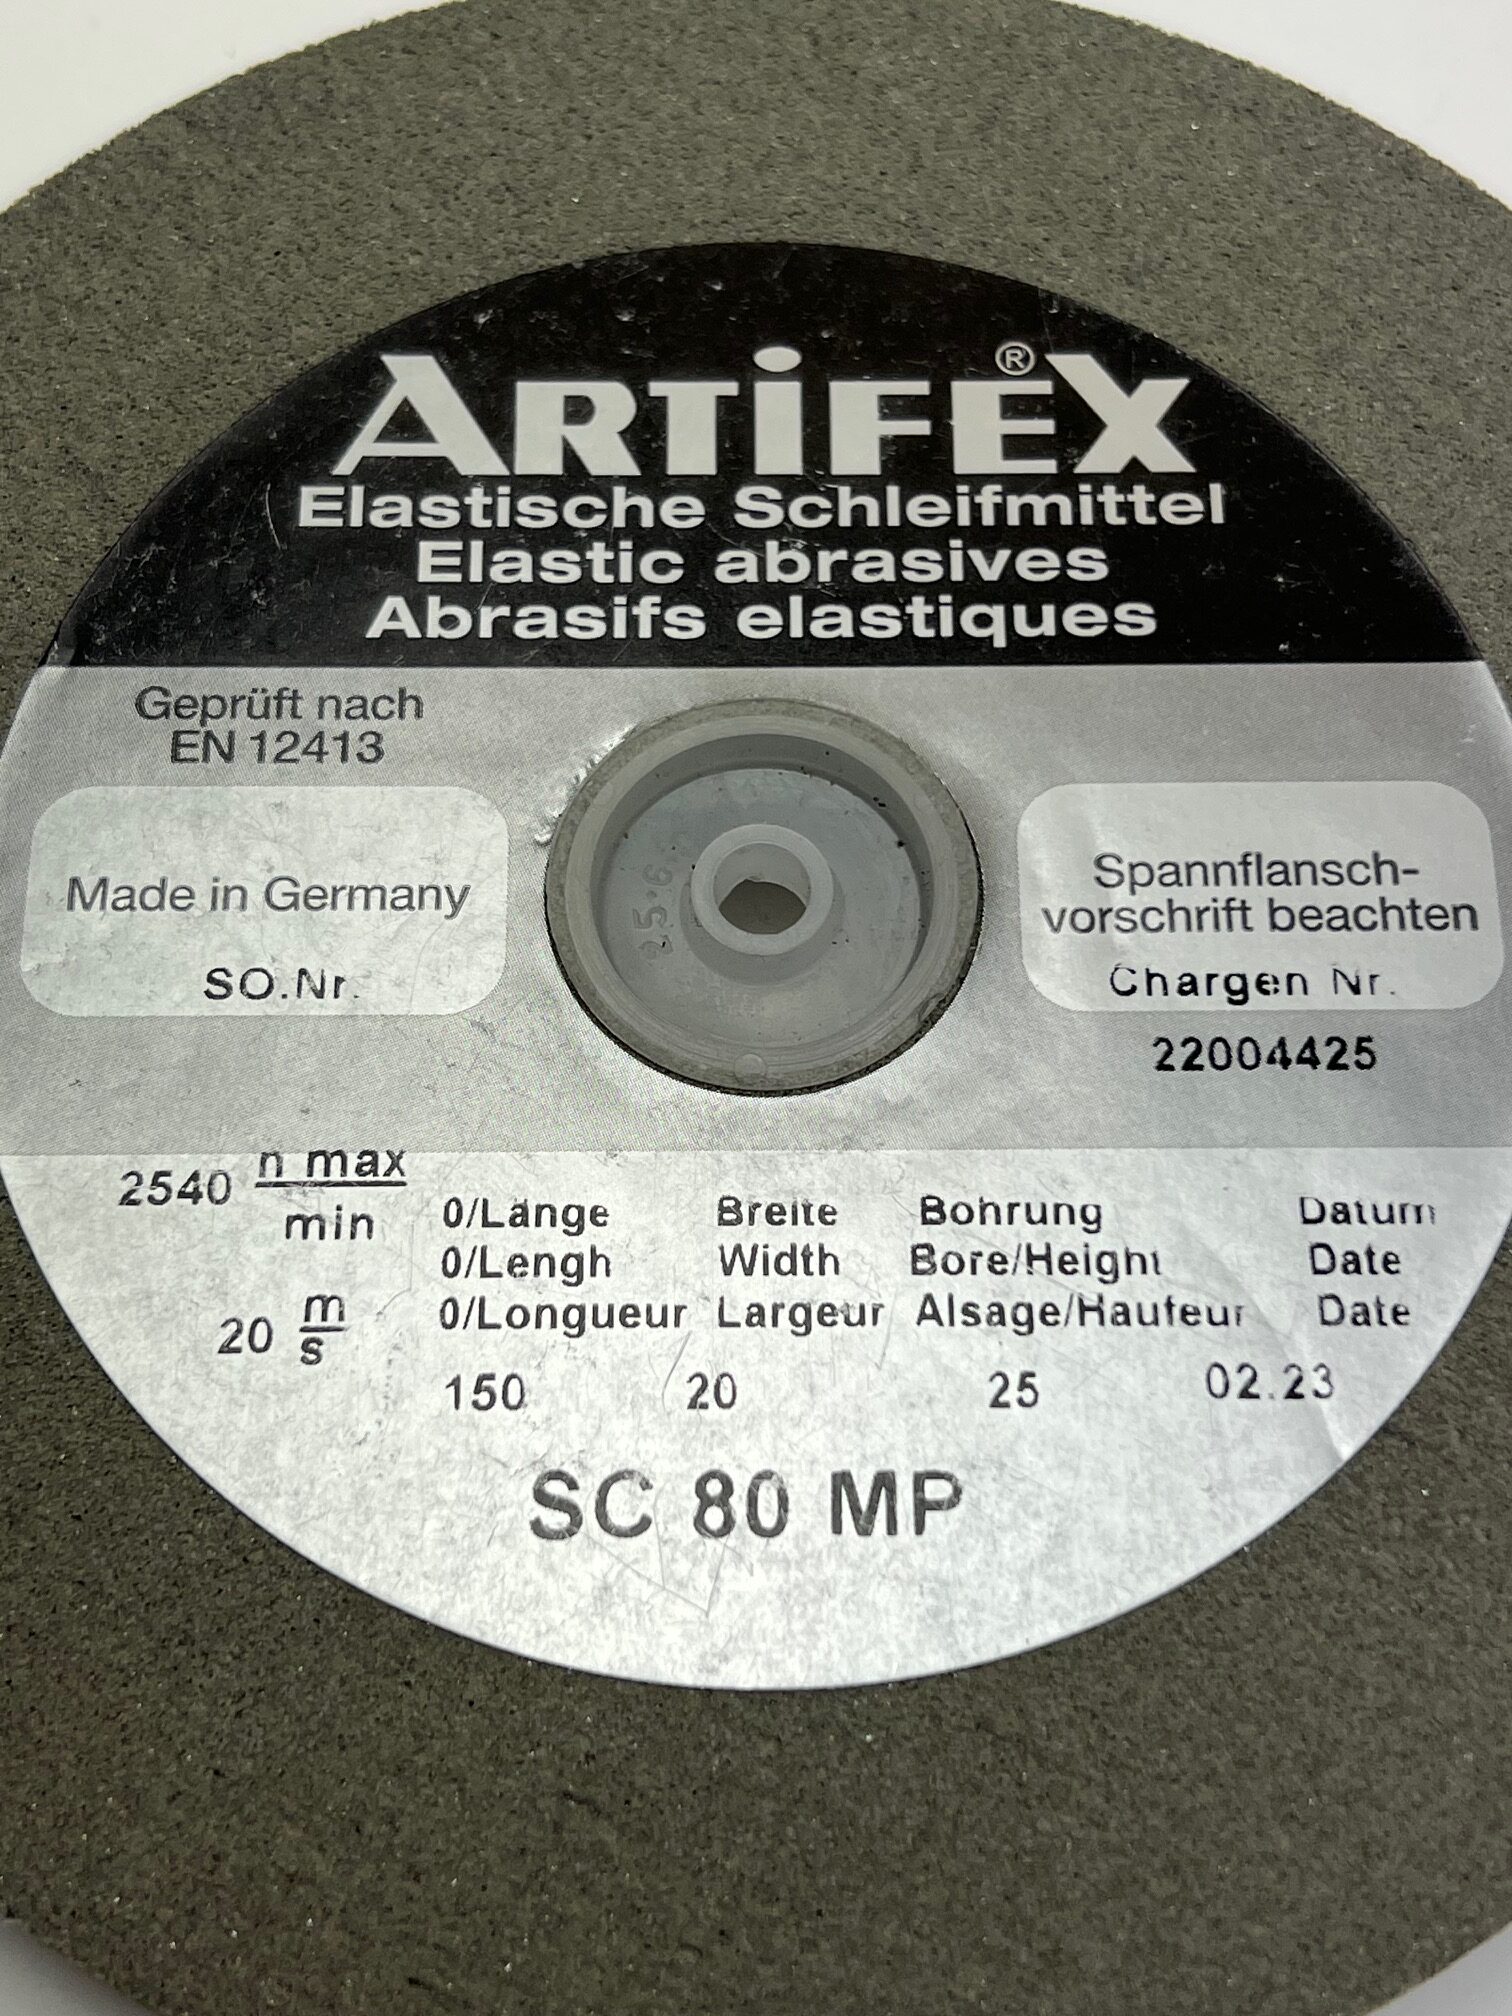 ARTiFEX®
Elastische Schleifmittel
Elastic abrasives
Abrasifs elastiques
Geprüft nach
EN 12413
Made in Germany
SO.Nr.
Spannflansch-
vorschrift beachten
Chargen Nr.
22004425
2540 n max
min
20 m
s
0/Länge Breite Bohrung Datum
0/Lengh Width Bore/Height Date
0/Longueur Largeur Alsage/Hauteur Date
150 20 25 02.23
SC 80 MP